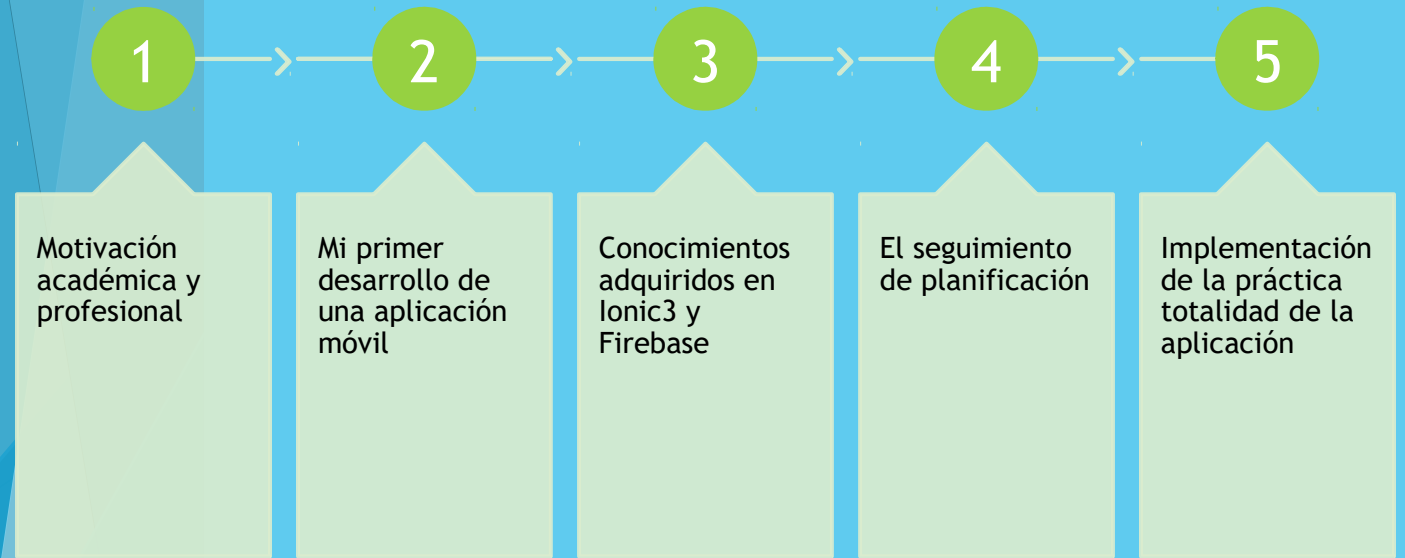 1
2
3
4
5
Motivación
académica y
profesional
Mi primer
desarrollo de
una aplicación
móvil
Conocimientos
adquiridos en
Ionic3 y
Firebase
El seguimiento
de planificación
Implementación
de la práctica
totalidad de la
aplicación